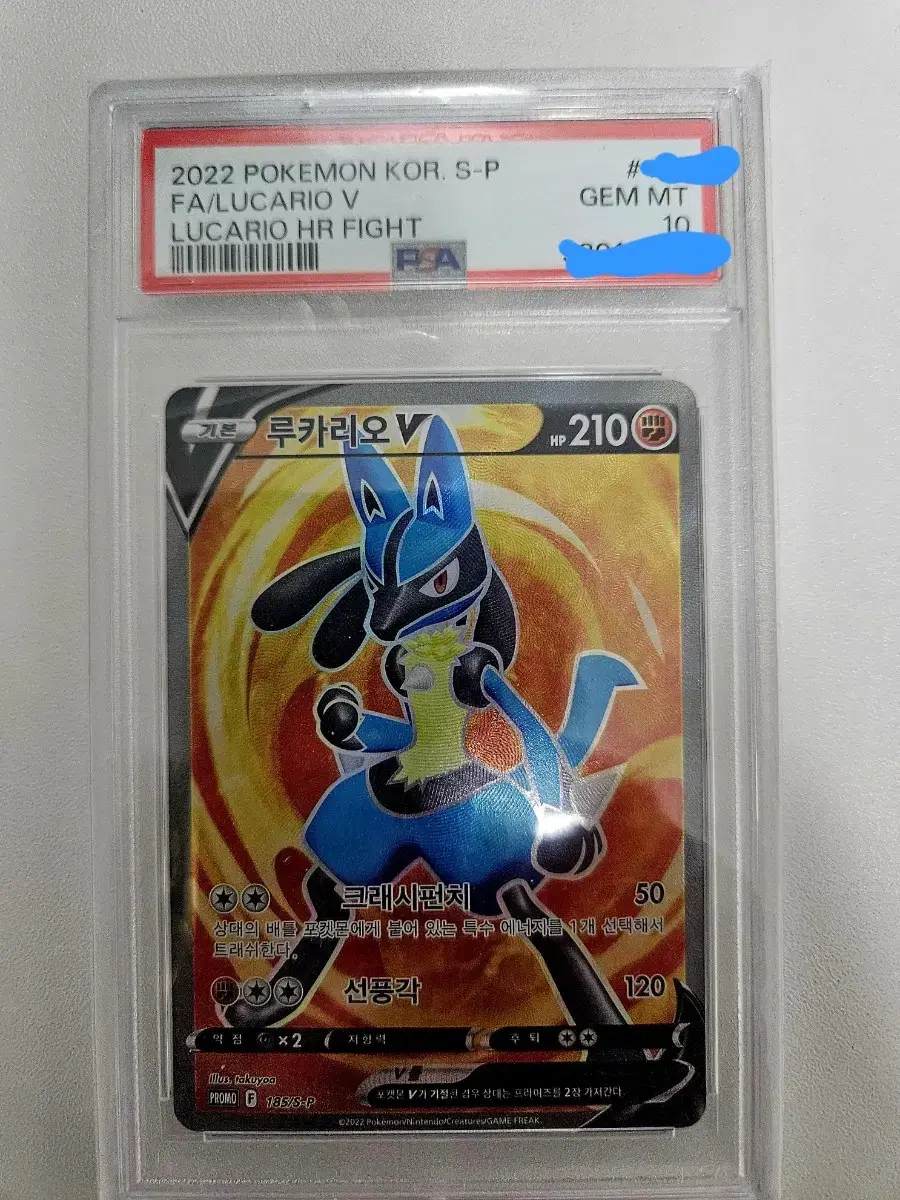 2022 POKEMON KOR. S-P
FA/LUCARIO V
LUCARIO HR FIGHT
#
GEM MT
10
PSA
기본
루카리오V
HP 210
크래시펀치 50
상대의 배틀 포켓몬에게 붙어 있는 특수 에너지를 1개 선택해서
트래쉬한다.
선풍각 120
약점 ×2 저항력 후퇴
V룰
포켓몬 V가 기절한 경우 상대는 프라이즈를 2장 가져간다.
illus. takuyoa
PROMO F 185/S-P
©2022 Pokémon/Nintendo/Creatures/GAME FREAK.